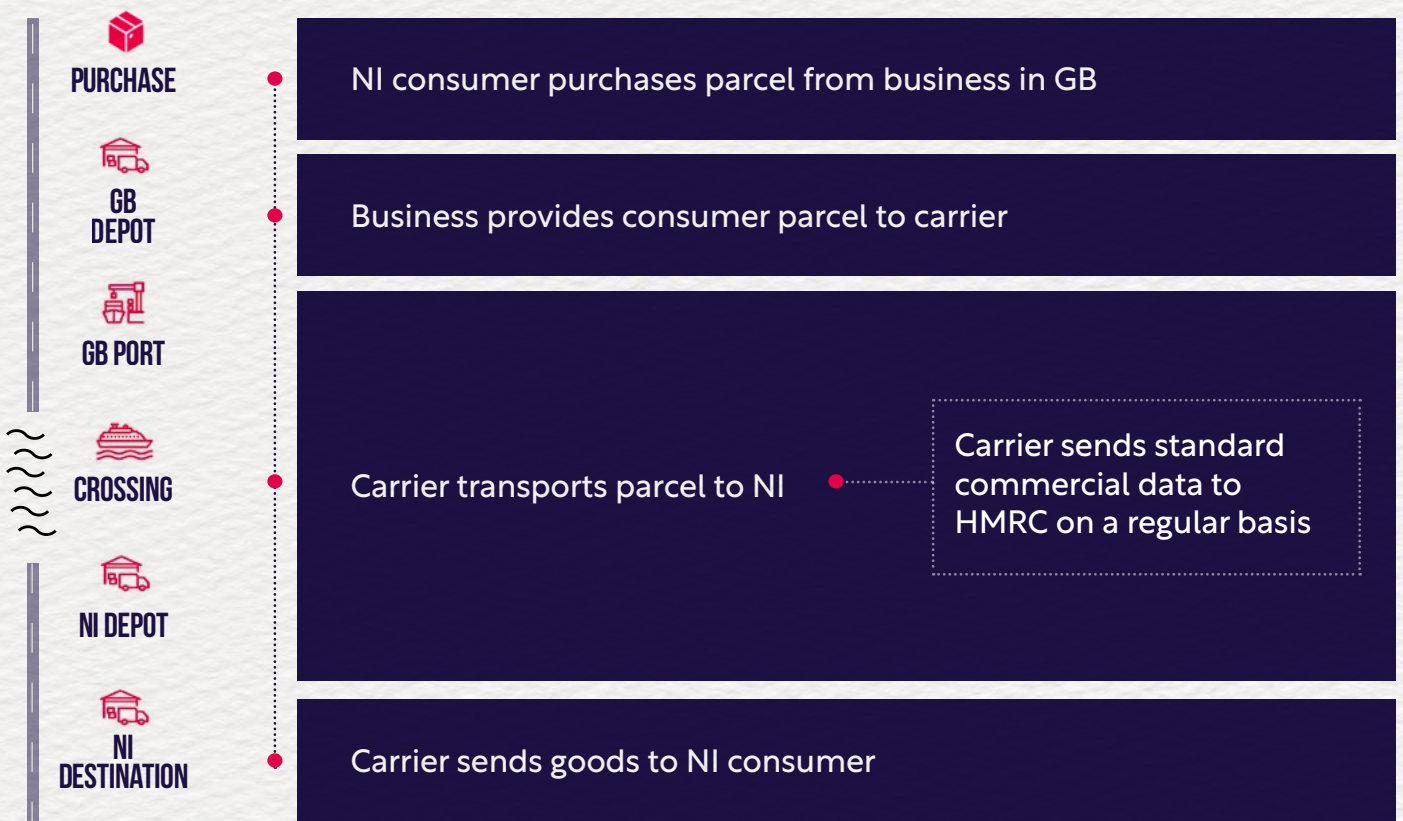 PURCHASE
NI consumer purchases parcel from business in GB
GB
DEPOT
Business provides consumer parcel to carrier
GB PORT
CROSSING
Carrier transports parcel to NI
Carrier sends standard
commercial data to
HMRC on a regular basis
NI DEPOT
NI
DESTINATION
Carrier sends goods to NI consumer